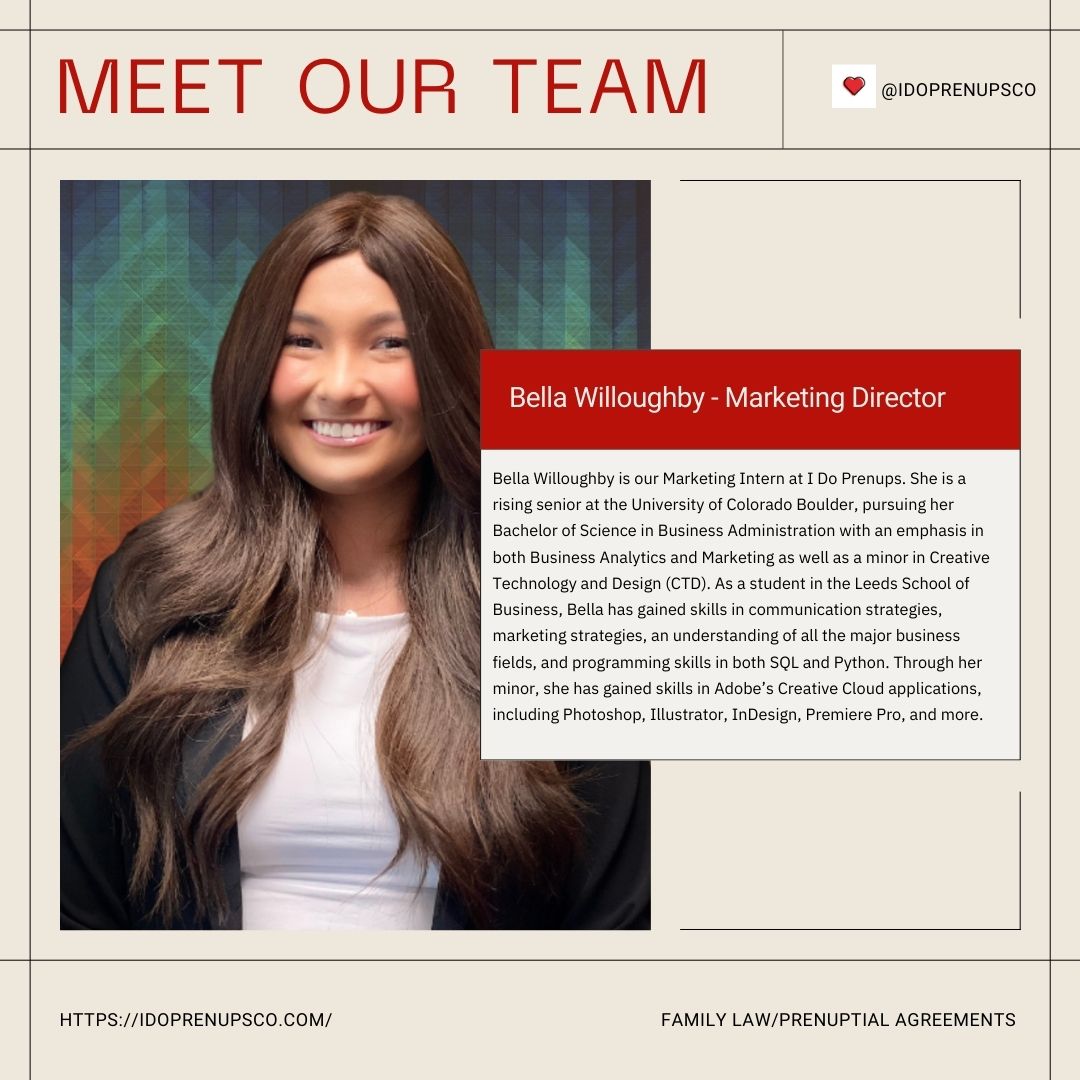 MEET OUR TEAM
@IDOPRENUPSCO
Bella Willoughby - Marketing Director
Bella Willoughby is our Marketing Intern at I Do Prenups. She is a
rising senior at the University of Colorado Boulder, pursuing her
Bachelor of Science in Business Administration with an emphasis in
both Business Analytics and Marketing as well as a minor in Creative
Technology and Design (CTD). As a student in the Leeds School of
Business, Bella has gained skills in communication strategies,
marketing strategies, an understanding of all the major business
fields, and programming skills in both SQL and Python. Through her
minor, she has gained skills in Adobe’s Creative Cloud applications,
including Photoshop, Illustrator, InDesign, Premiere Pro, and more.
HTTPS://IDOPRENUPSCO.COM/
FAMILY LAW/PRENUPTIAL AGREEMENTS